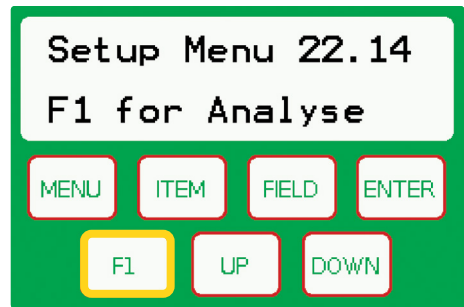 Setup Menu 22.14
F1 for Analyse
MENU ITEM FIELD ENTER
F1 UP DOWN